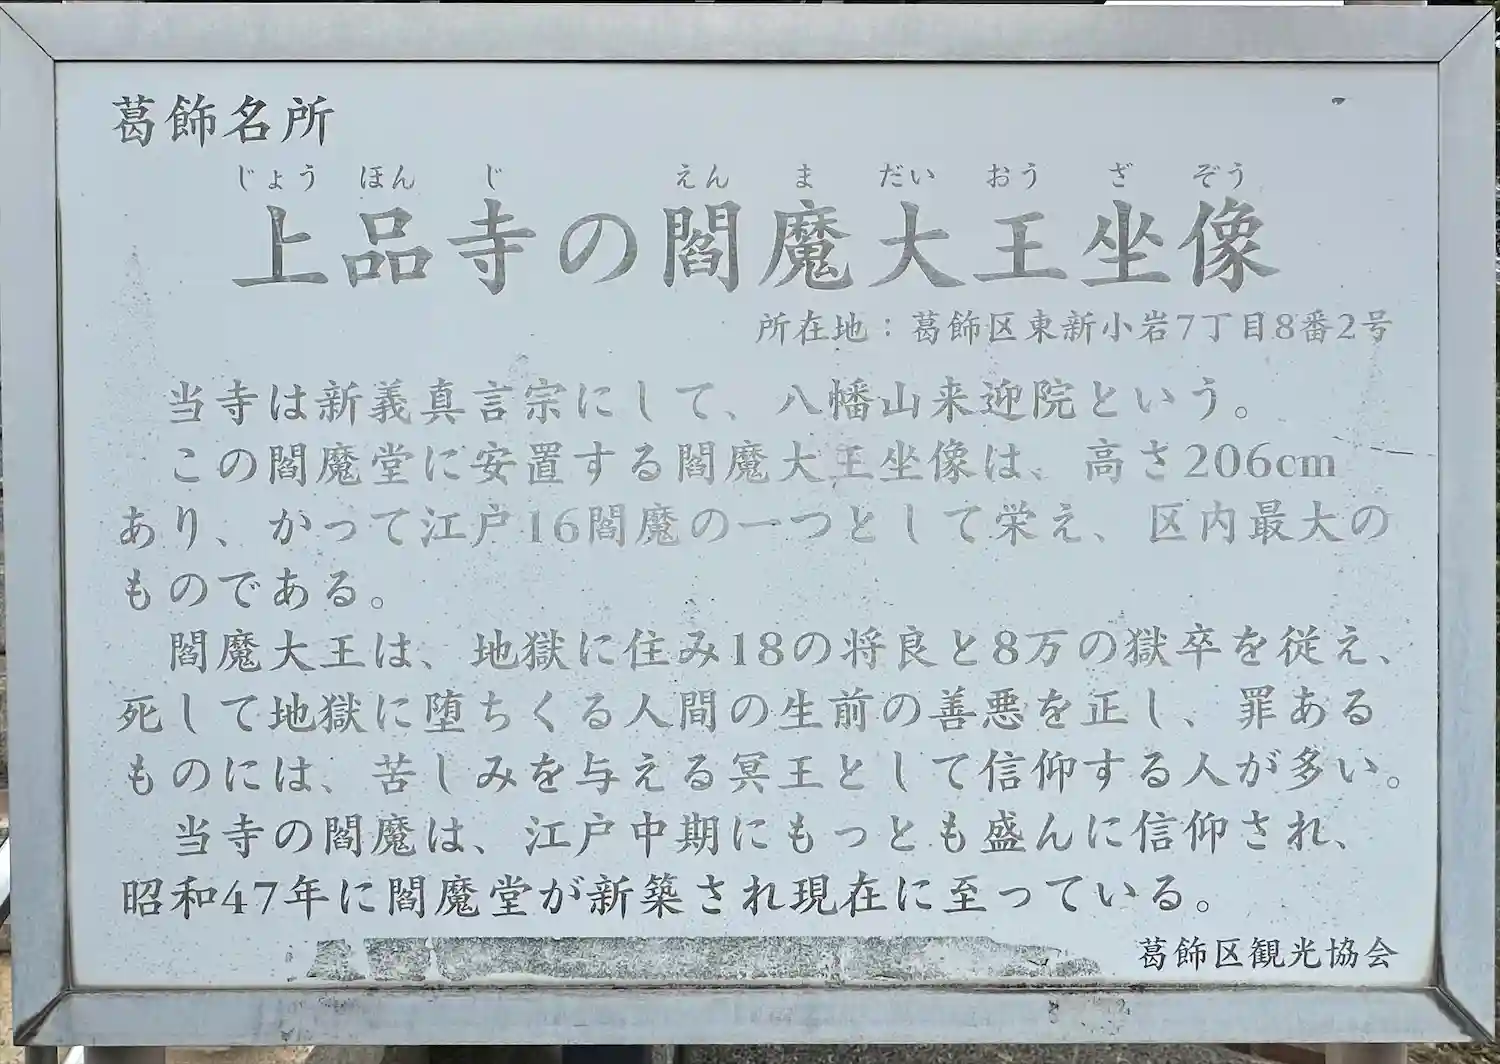 葛飾名所
じょう ほん じ えん ま だい おう ざ ぞう
上品寺の閻魔大王坐像
所在地：葛飾区東新小岩7丁目8番2号
当寺は新義真言宗にして、八幡山来迎院という。
この閻魔堂に安置する閻魔大王坐像は、高さ206cm
あり、かって江戸16閻魔の一つとして栄え、区内最大の
ものである。
閻魔大王は、地獄に住み18の将良と8万の獄卒を従え、
死して地獄に堕ちくる人間の生前の善悪を正し、罪ある
ものには、苦しみを与える冥王として信仰する人が多い。
当寺の閻魔は、江戸中期にもっとも盛んに信仰され、
昭和47年に閻魔堂が新築され現在に至っている。
葛飾区観光協会